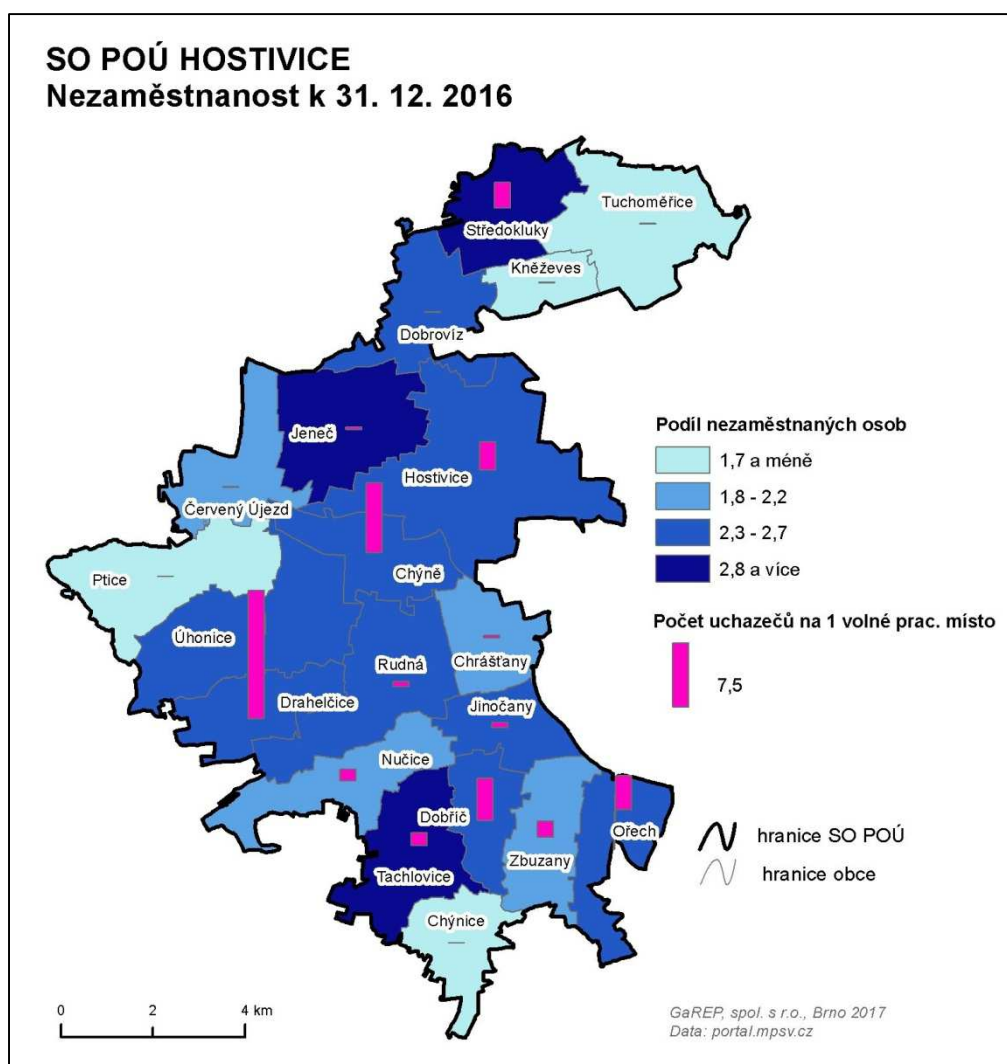 SO POÚ HOSTIVICE
Nezaměstnanost k 31. 12. 2016
Tuchoměřice
Středokluky
Kněževes
Dobrovíz
Jeneč
Hostivice
Červený Újezd
Ptice
Chýně
Úhonice
Rudná
Chrášťany
Drahelčice
Jinočany
Nučice
Dobříč
Ořech
Zbuzany
Tachlovice
Chýnice
Podíl nezaměstnaných osob
1,7 a méně
1,8 - 2,2
2,3 - 2,7
2,8 a více
Počet uchazečů na 1 volné prac. místo
7,5
hranice SO POÚ
hranice obce
0 2 4 km
GaREP, spol. s r.o., Brno 2017
Data: portal.mpsv.cz